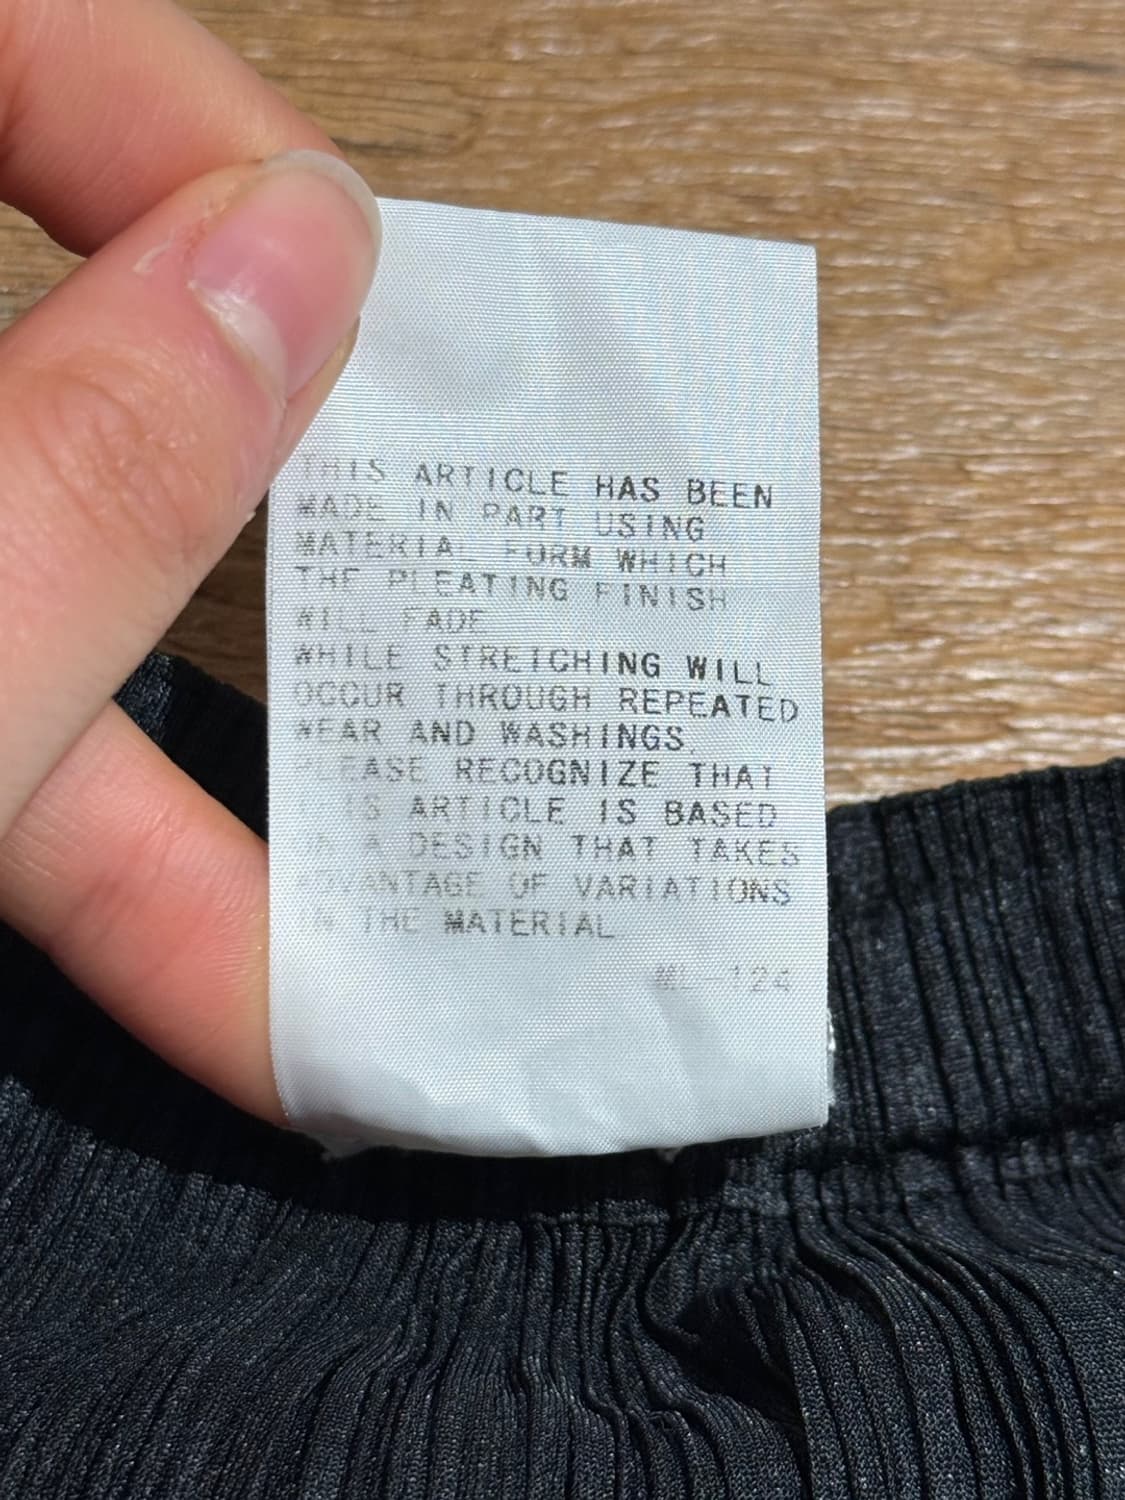 THIS ARTICLE HAS BEEN
MADE IN PART USING
MATERIAL FORM WHICH
THE PLEATING FINISH
WILL FADE
WHILE STRETCHING WILL
OCCUR THROUGH REPEATED
WEAR AND WASHINGS.
PLEASE RECOGNIZE THAT
THIS ARTICLE IS BASED
IN A DESIGN THAT TAKES
ADVANTAGE OF VARIATIONS
IN THE MATERIAL
ML-124